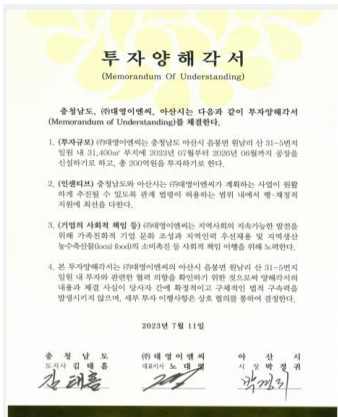 투자양해각서
(Memorandum Of Understanding)
충청남도, ㈜대영이앤씨, 아산시는 다음과 같이 투자양해각서
(Memorandum of Understanding)를 체결한다.
1. (투자규모) ㈜대영이앤씨는 충청남도 아산시 음봉면 원남리 산 31-5번지
일원 내 31,400㎡ 부지에 2023년 07월부터 2026년 06월까지 공장을
신설하기로 하고, 총 200억원을 투자하기로 한다.
2. (인센티브) 충청남도와 아산시는 ㈜대영이앤씨가 계획하는 사업이 원활
하게 추진될 수 있도록 관계 법령이 허용하는 범위 내에서 행·재정적
지원에 최선을 다한다.
3. (기업의 사회적 책임 등) ㈜대영이앤씨는 지역사회의 지속가능한 발전을
위해 가족친화적 기업 문화 조성과 지역인력 우선채용 및 지역생산
농수축산물(local food)의 소비촉진 등 사회적 책임 이행을 위해 노력한다.
4. 본 투자양해각서는 ㈜대영이앤씨의 아산시 음봉면 원남리 산 31-5번지
일원 내 투자와 관련한 협력 의향을 확인하기 위한 것으로써 양해각서의
내용과 체결 사실이 당사자 간에 확정적이고 구체적인 법적 구속력을
발생시키지 않으며, 세부 투자 이행사항은 상호 협의를 통하여 결정한다.
2023년 7월 11일
충청남도 ㈜대영이앤씨 아산시
도지사 김태흠 대표이사 노대영 시장 박경귀
김태흠 박경귀